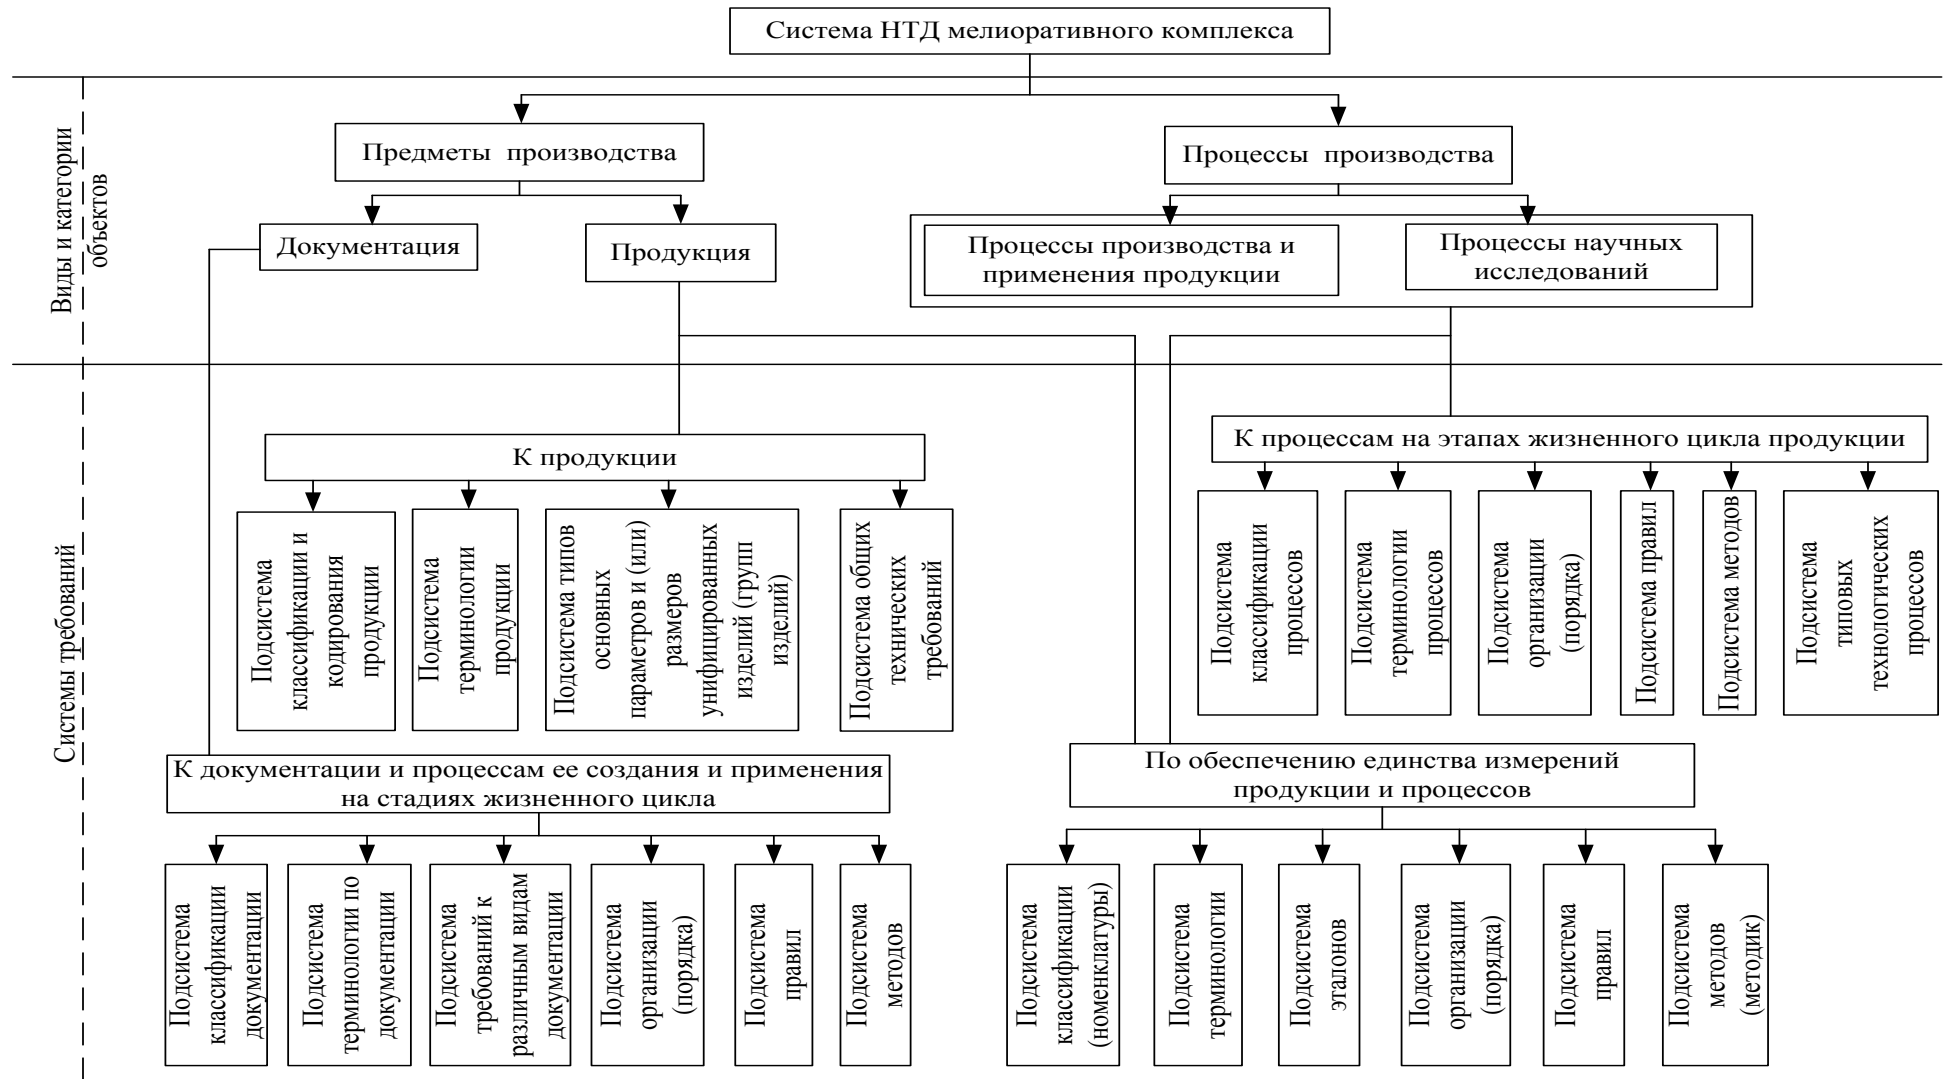 Система НТД мелиоративного комплекса
Виды и категории
объектов
Предметы производства
Процессы производства
Документация
Продукция
Процессы производства и
применения продукции
Процессы научных
исследований
Системы требований
К продукции
К процессам на этапах жизненного цикла продукции
Подсистема
классификации и
кодирования
продукции
Подсистема
терминологии
продукции
Подсистема типов
основных
параметров и (или)
размеров
унифицированных
изделий (групп
изделий)
Подсистема общих
технических
требований
Подсистема
классификации
процессов
Подсистема
терминологии
процессов
Подсистема
организации
(порядка)
Подсистема правил
Подсистема методов
Подсистема
типовых
технологических
процессов
К документации и процессам ее создания и применения
на стадиях жизненного цикла
По обеспечению единства измерений
продукции и процессов
Подсистема
классификации
документации
Подсистема
терминологии по
документации
Подсистема
требований к
различным видам
документации
Подсистема
организации
(порядка)
Подсистема
правил
Подсистема
методов
Подсистема
классификации
(номенклатуры)
Подсистема
терминологии
Подсистема
эталонов
Подсистема
организации
(порядка)
Подсистема
правил
Подсистема
методов
(методик)